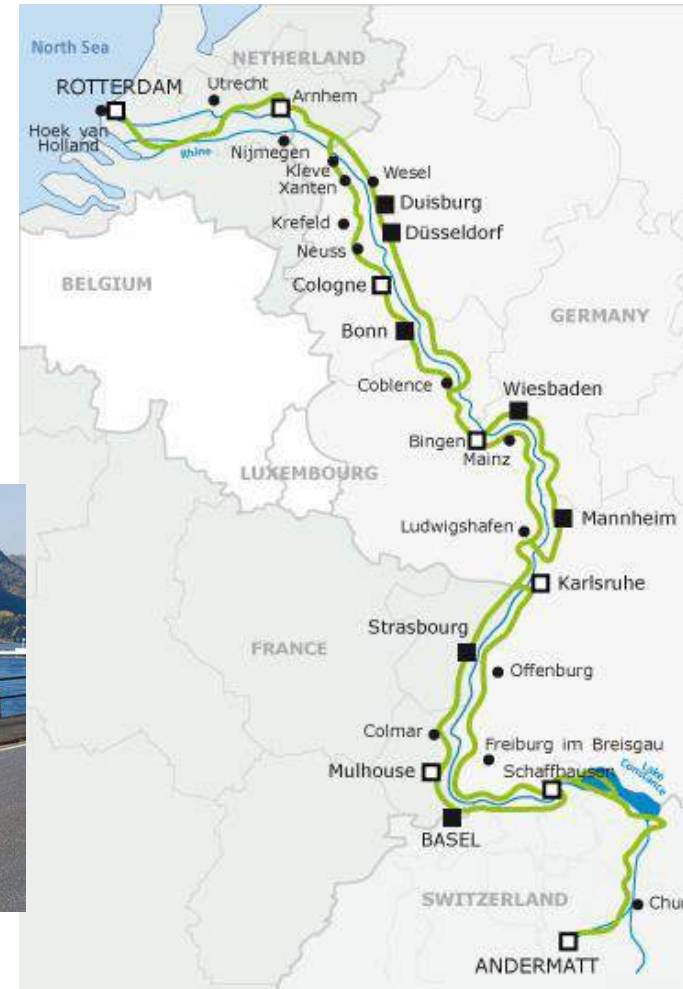 North Sea
NETHERLAND
ROTTERDAM
Utrecht
Arnhem
Hoek van
Holland
Rhine
Nijmegen
Kleve
Xanten
Wesel
Duisburg
Krefeld
Düsseldorf
Neuss
BELGIUM
Cologne
GERMANY
Bonn
Coblence
Wiesbaden
Bingen
Mainz
LUXEMBOURG
Ludwigshafen
Mannheim
Karlsruhe
Strasbourg
FRANCE
Offenburg
Colmar
Freiburg im Breisgau
Mulhouse
Schaffhausen
Lake
Constance
BASEL
SWITZERLAND
Chur
ANDERMATT